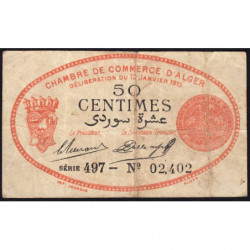 CHAMBRE DE COMMERCE D'ALGER
DÉLIBÉRATION DU 13 JANVIER 1915
50
CENTIMES
عشرة سوردي
Le Président, Le Secrétaire-Trésorier,
SÉRIE 497 — Nº 02,402